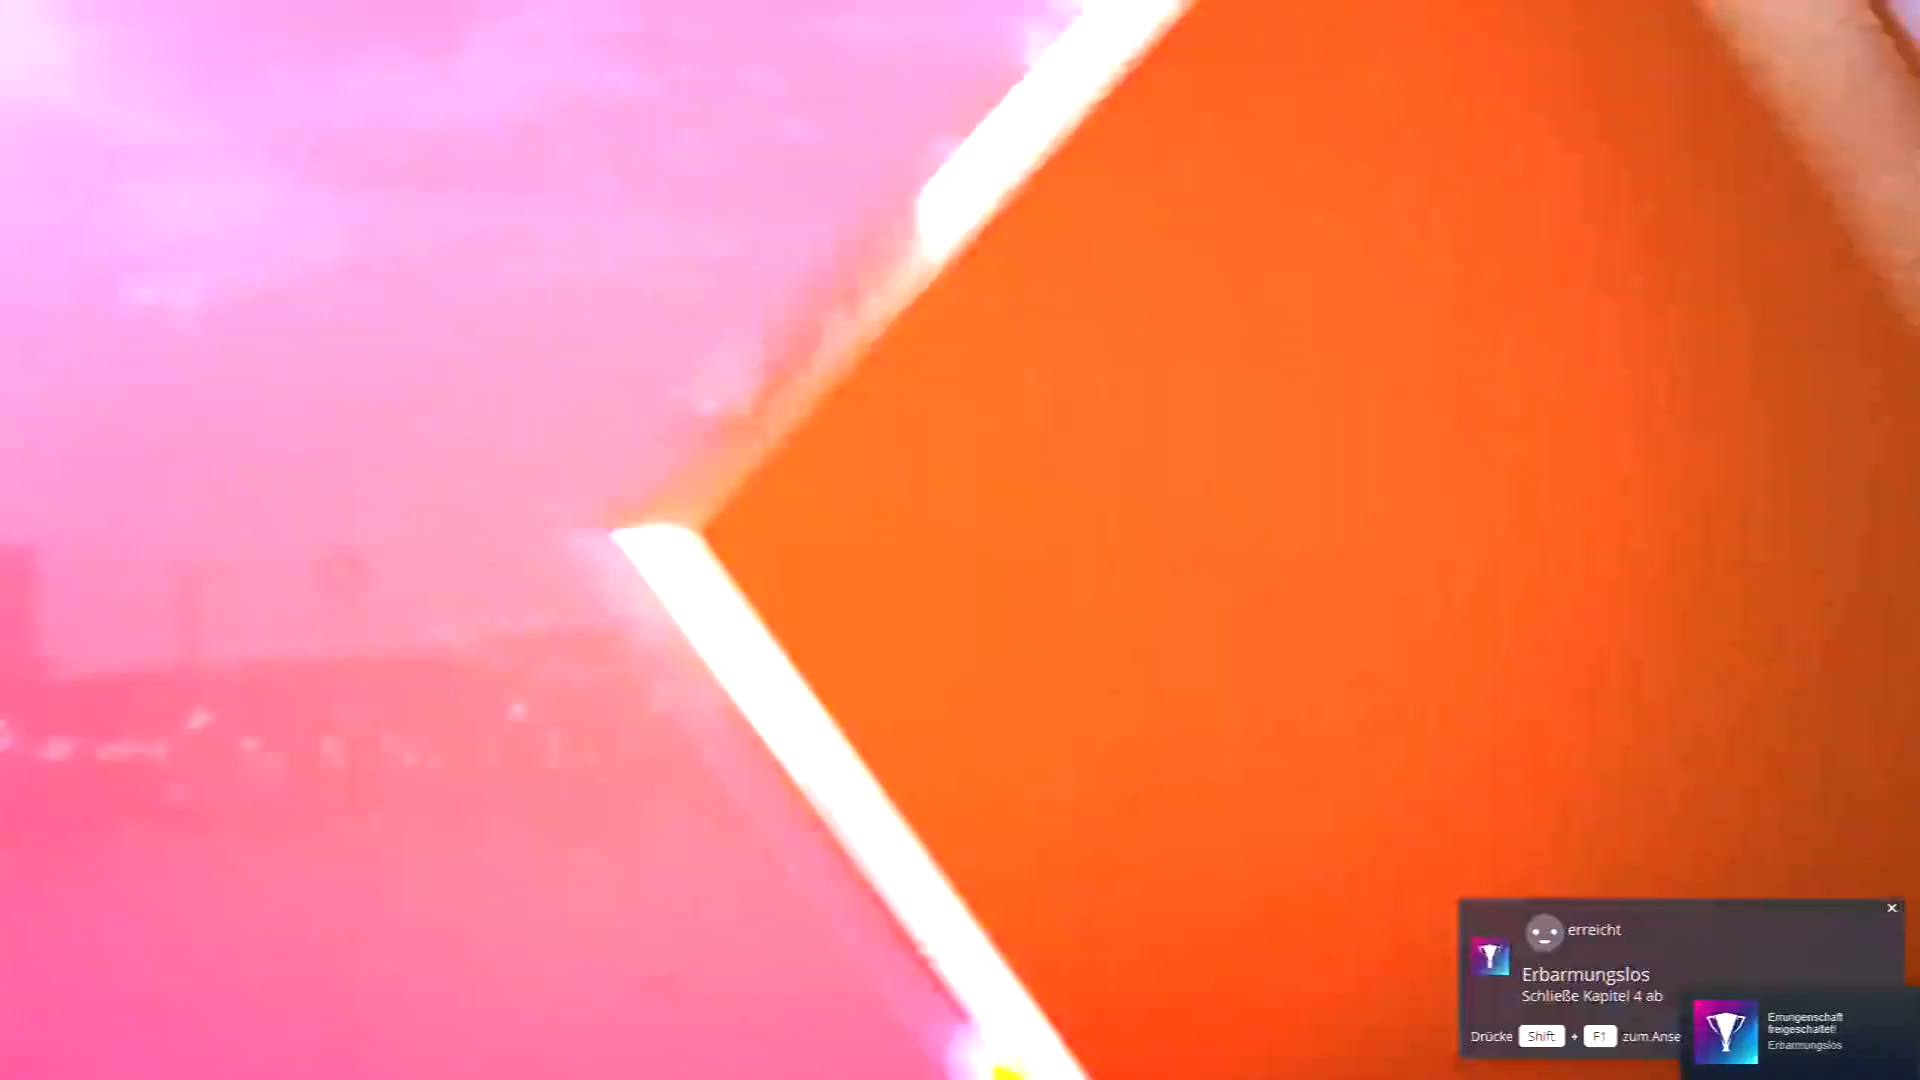 erreicht
Erbarmungslos
Schließe Kapitel 4 ab
Drücke Shift + F1 zum Anse
Errungenschaft
freigeschaltet!
Erbarmungslos